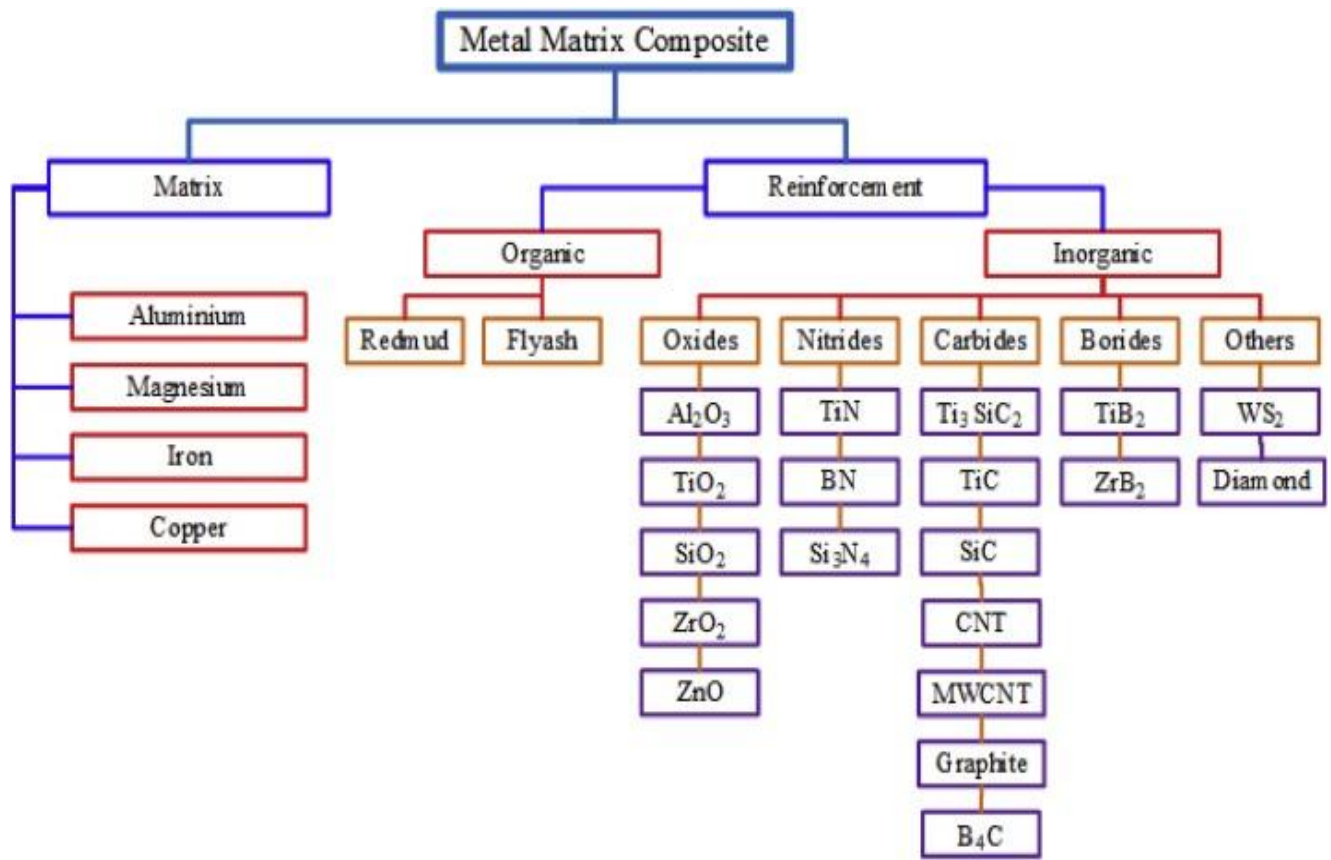 Metal Matrix Composite
Matrix
Reinforcement
Organic
Inorganic
Aluminium
Magnesium
Iron
Copper
Redmud
Flyash
Oxides
Nitrides
Carbides
Borides
Others
Al₂O₃
TiN
Ti₃ SiC₂
TiB₂
WS₂
TiO₂
BN
TiC
ZrB₂
Diamond
SiO₂
Si₃N₄
SiC
ZrO₂
CNT
ZnO
MWCNT
Graphite
B₄C